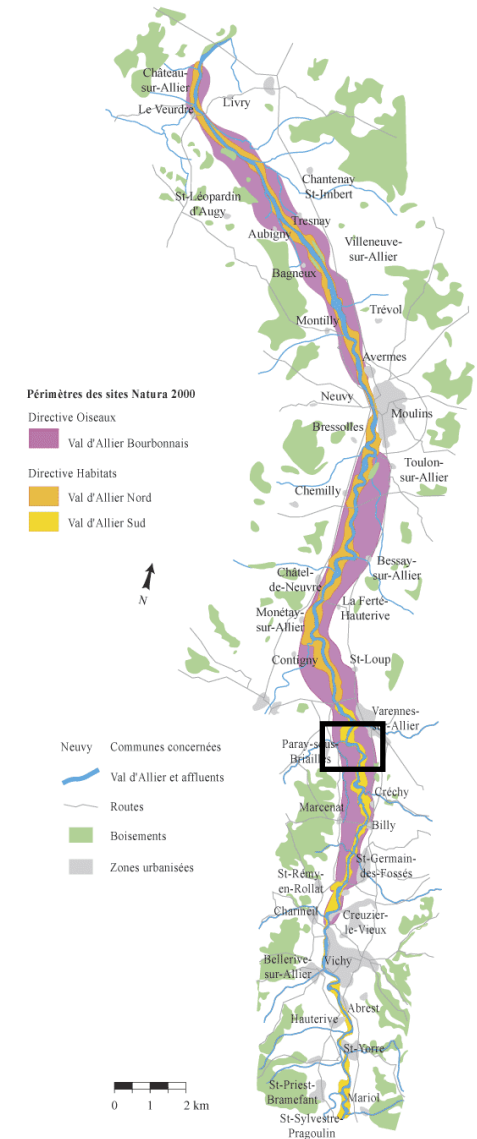 Château-
sur-Allier
Livry
Le Veurdre
Chantenay
St-Imbert
St-Léopardin
d'Augy
Tresnay
Aubigny
Villeneuve-
sur-Allier
Bagneux
Trévol
Montilly
Avermes
Périmètres des sites Natura 2000
Directive Oiseaux
Val d'Allier Bourbonnais
Directive Habitats
Val d'Allier Nord
Val d'Allier Sud
N
Neuvy
Moulins
Bressolles
Toulon-
sur-Allier
Chemilly
Bessay-
sur-Allier
Châtel-
de-Neuvre
La Ferté-
Hauterive
Monétay-
sur-Allier
Contigny
St-Loup
Varennes-
sur-Allier
Paray-sous-
Briailles
Neuvy Communes concernées
Val d'Allier et affluents
Routes
Boisements
Zones urbanisées
Créchy
Marcenat
Billy
St-Germain-
des-Fossés
St-Rémy-
en-Rollat
Charmeil
Creuzier-
le-Vieux
Bellerive-
sur-Allier
Vichy
Abrest
Hauterive
St-Yorre
St-Priest-
Bramefant
Mariol
St-Sylvestre-
Pragoulin
0 1 2 km